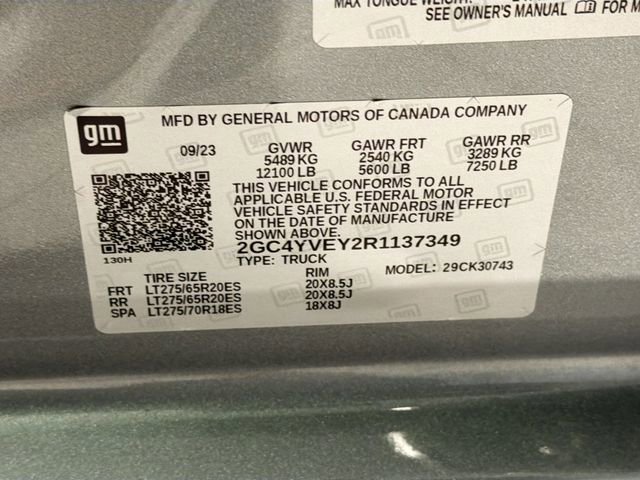 MAX TONGUE WEIGHT:
SEE OWNER'S MANUAL FOR M
gm
MFD BY GENERAL MOTORS OF CANADA COMPANY
09/23 GVWR GAWR FRT GAWR RR
5489 KG 2540 KG 3289 KG
12100 LB 5600 LB 7250 LB
THIS VEHICLE CONFORMS TO ALL
APPLICABLE U.S. FEDERAL MOTOR
VEHICLE SAFETY STANDARDS IN EFFECT
ON THE DATE OF MANUFACTURE
SHOWN ABOVE.
2GC4YVEY2R1137349
130H
TYPE: TRUCK MODEL: 29CK30743
TIRE SIZE RIM
FRT LT275/65R20ES 20X8.5J
RR LT275/65R20ES 20X8.5J
SPA LT275/70R18ES 18X8J